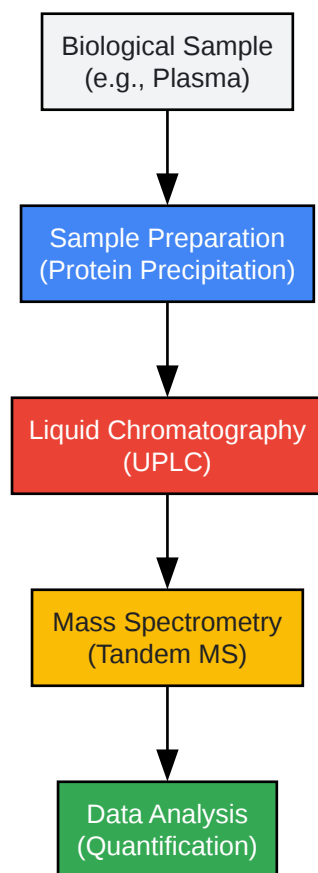 Biological Sample
(e.g., Plasma)
Sample Preparation
(Protein Precipitation)
Liquid Chromatography
(UPLC)
Mass Spectrometry
(Tandem MS)
Data Analysis
(Quantification)